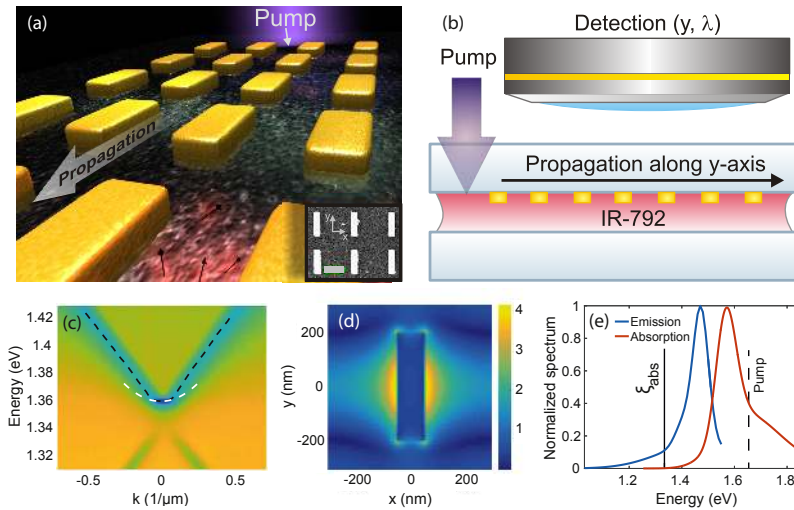 (a)
Pump
Propagation
y
x
(b)
Detection (y, λ)
Pump
Propagation along y-axis
IR-792
(c)
1.42
1.40
1.38
1.36
1.34
1.32
Energy (eV)
-0.5
0
0.5
k (1/μm)
(d)
200
0
-200
y (nm)
-200
0
200
x (nm)
4
3
2
1
(e)
Emission
Absorption
ξabs
Pump
1
0.8
0.6
0.4
0.2
0
Normalized spectrum
1.2
1.4
1.6
1.8
Energy (eV)